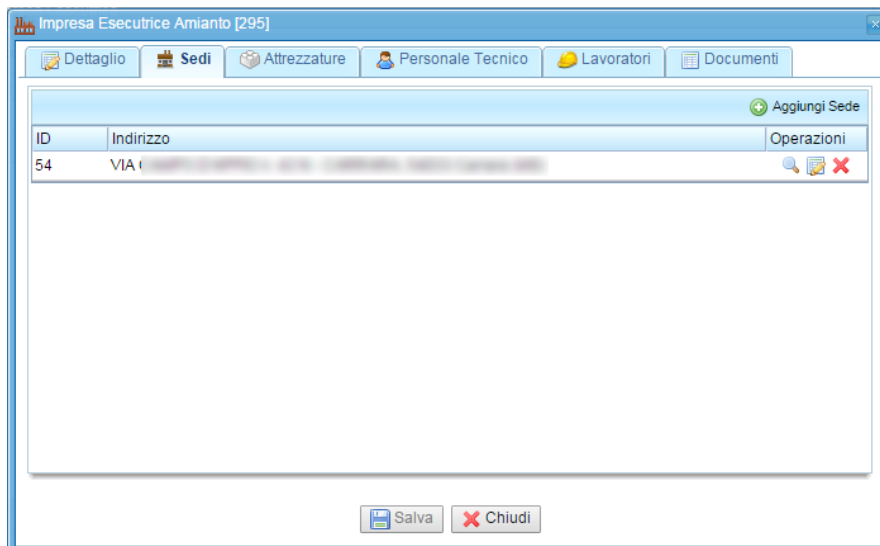 Impresa Esecutrice Amianto [295]
Dettaglio Sedi Attrezzature Personale Tecnico Lavoratori Documenti
Aggiungi Sede
ID Indirizzo Operazioni
54 VIA
Salva Chiudi